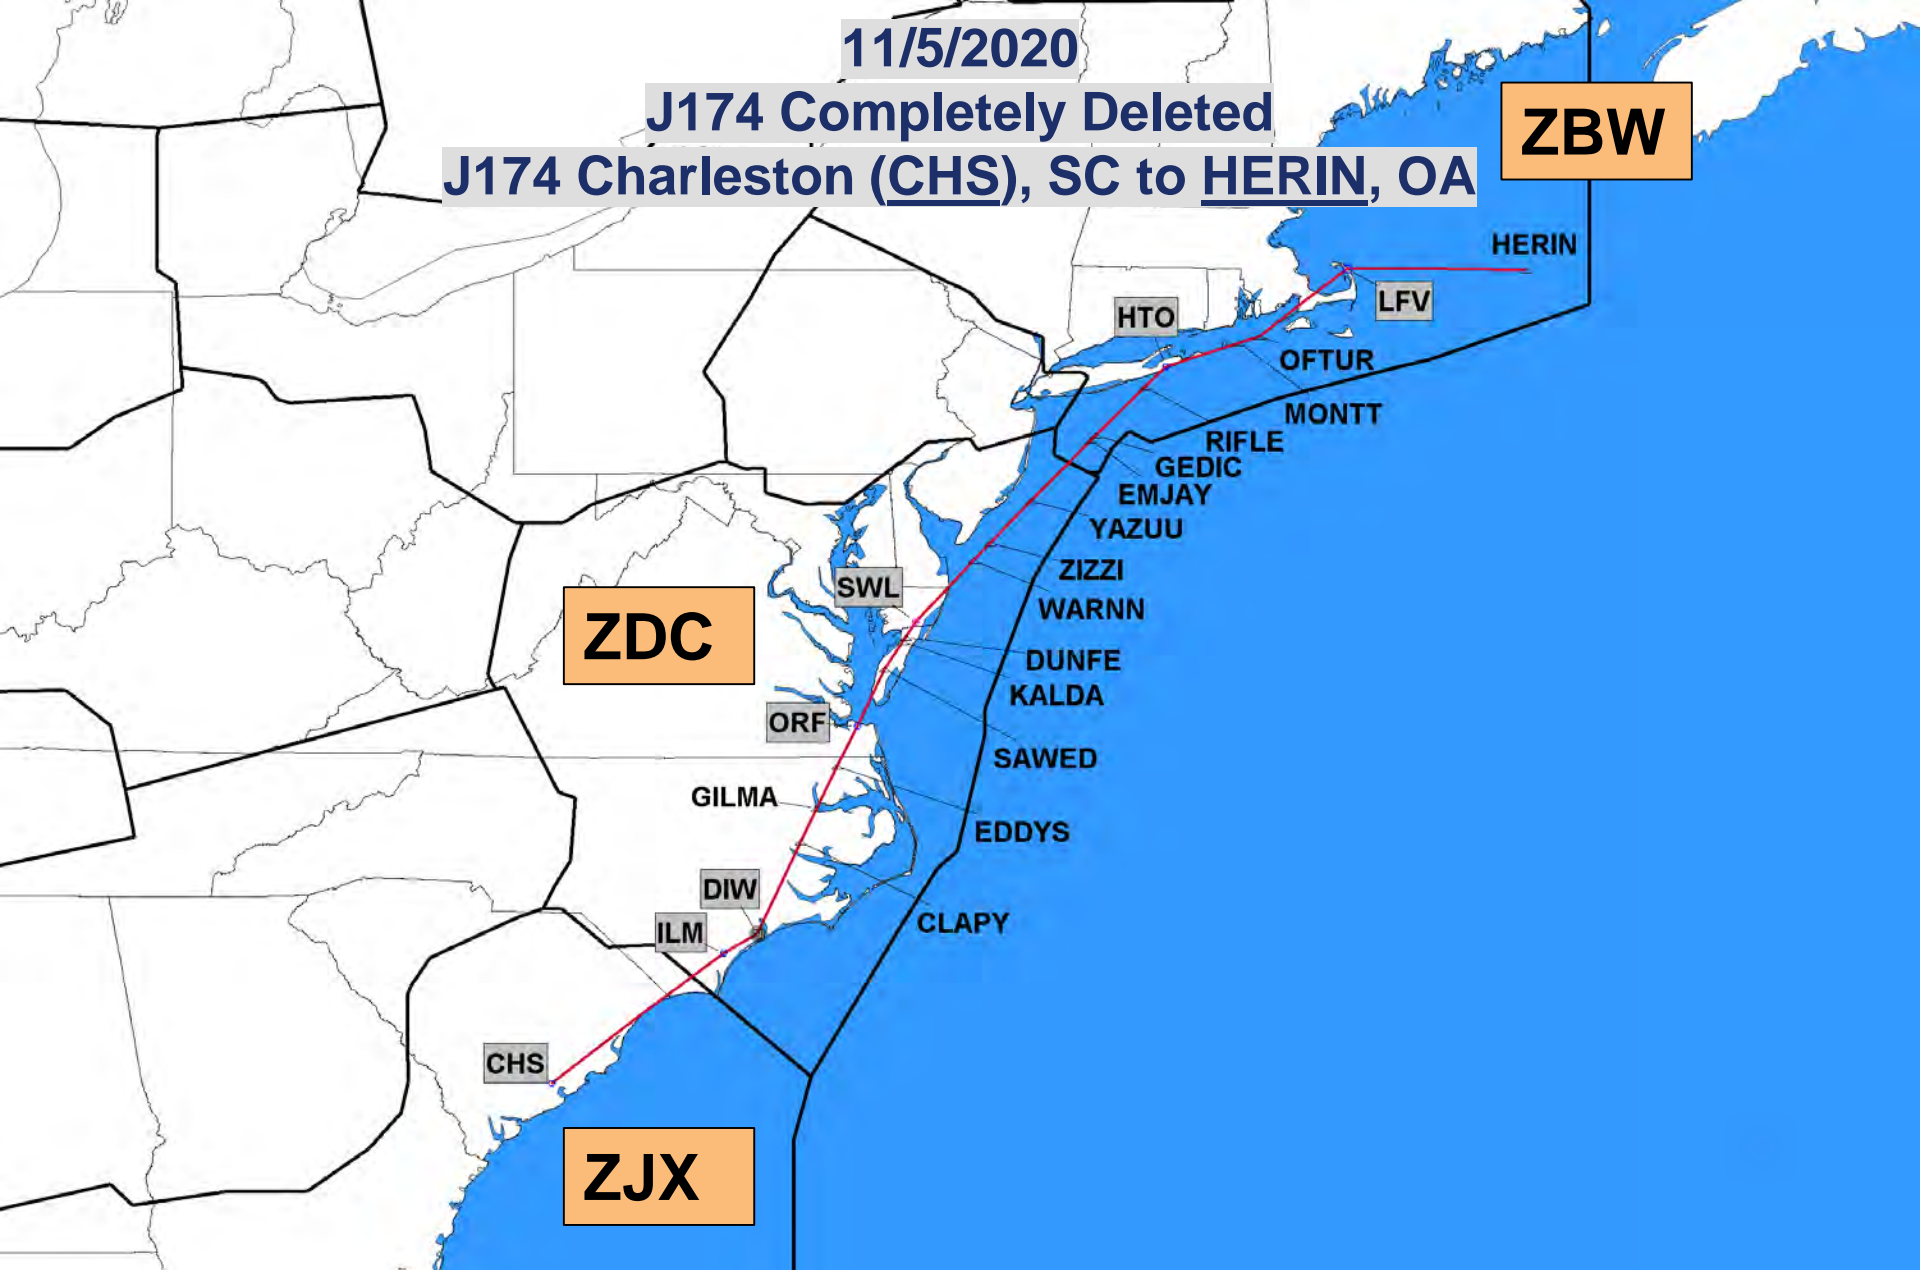 11/5/2020
J174 Completely Deleted
J174 Charleston (CHS), SC to HERIN, OA
ZBW
HERIN
LFV
HTO
OFTUR
MONTT
RIFLE
GEDIC
EMJAY
YAZUU
ZIZZI
SWL
WARNN
ZDC
DUNFE
KALDA
ORF
SAWED
GILMA
EDDYS
DIW
CLAPY
ILM
CHS
ZJX